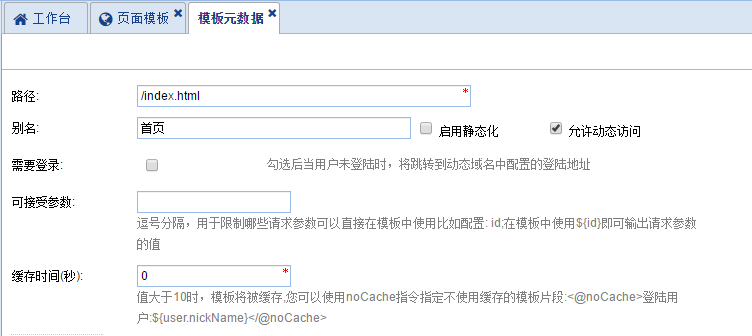 工作台 页面模板 模板元数据
路径: /index.html *
别名: 首页 启用静态化 允许动态访问
需要登录: 勾选后当用户未登陆时，将跳转到动态域名中配置的登陆地址
可接受参数:
逗号分隔，用于限制哪些请求参数可以直接在模板中使用比如配置: id;在模板中使用${id}即可输出请求参数
的值
缓存时间(秒): 0 *
值大于10时，模板将被缓存,您可以使用noCache指令指定不使用缓存的模板片段:<@noCache>登陆用
户:${user.nickName}</@noCache>